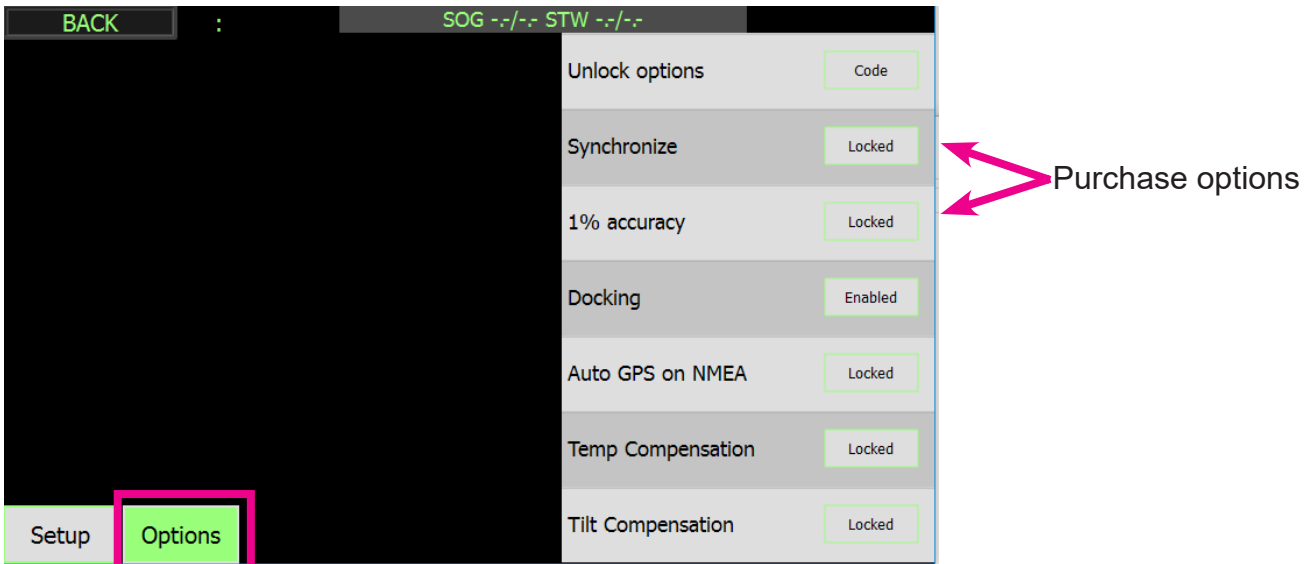 BACK : SOG -.-/-.- STW -.-/-.-
Unlock options Code
Synchronize Locked
Purchase options
1% accuracy Locked
Docking Enabled
Auto GPS on NMEA Locked
Temp Compensation Locked
Tilt Compensation Locked
Setup Options